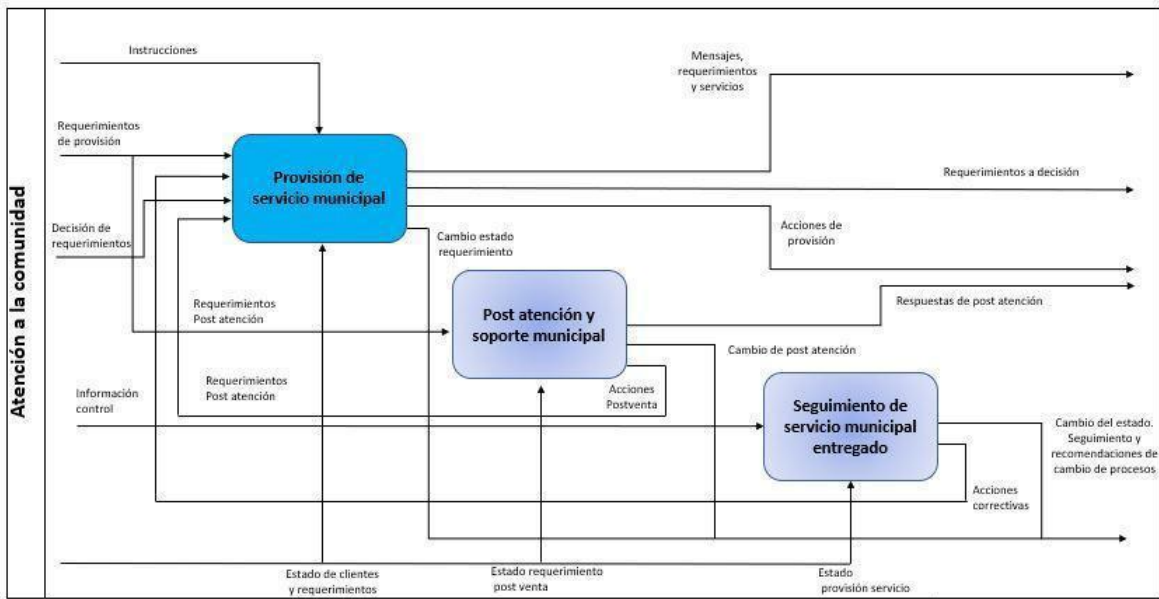 Atención a la comunidad
Instrucciones
Mensajes,
requerimientos
y servicios
Requerimientos
de provisión
Provisión de
servicio municipal
Requerimientos a decisión
Decisión de
requerimientos
Cambio estado
requerimiento
Acciones de
provisión
Requerimientos
Post atención
Post atención y
soporte municipal
Respuestas de post atención
Cambio de post atención
Requerimientos
Post atención
Acciones
Postventa
Información
control
Seguimiento de
servicio municipal
entregado
Cambio del estado.
Seguimiento y
recomendaciones de
cambio de procesos
Acciones
correctivas
Estado de clientes
y requerimientos
Estado requerimiento
post venta
Estado
provisión servicio